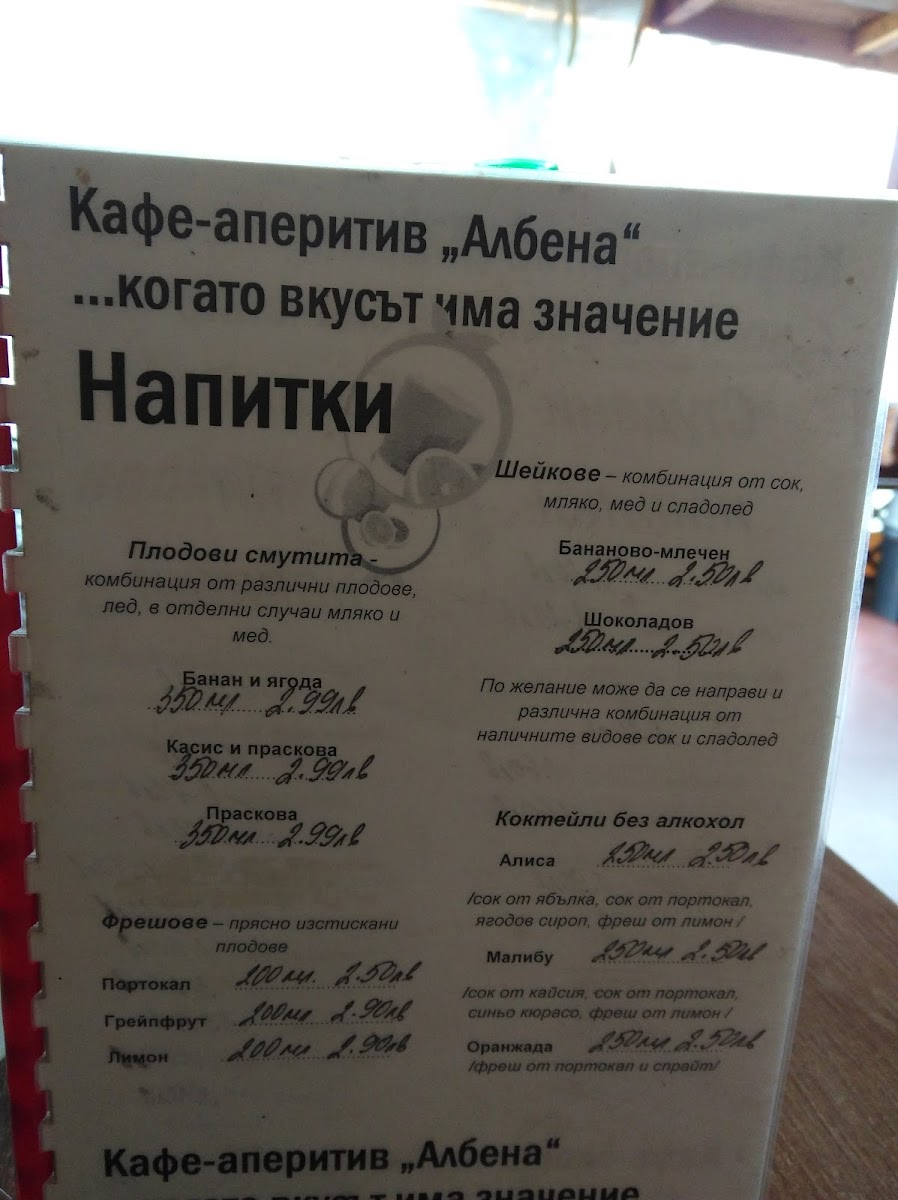 Кафе-аперитив „Албена“
...когато вкусът има значение
Напитки
Плодови смутита -
комбинация от различни плодове,
лед, в отделни случаи мляко и
мед.
Банан и ягода
350мл 2.99лв
Касис и праскова
350мл 2.99лв
Праскова
350мл 2.99лв
Фрешове – прясно изстискани
плодове
Портокал 200мл. 2.50лв
Грейпфрут 200мл 2.90лв
Лимон 200мл 2.90лв
Шейкове – комбинация от сок,
мляко, мед и сладолед
Бананово-млечен
250мл 2.50лв
Шоколадов
250мл 2.50лв
По желание може да се направи и
различна комбинация от
наличните видове сок и сладолед
Коктейли без алкохол
Алиса 250мл 2.50лв
/сок от ябълка, сок от портокал,
ягодов сироп, фреш от лимон /
Малибу 250мл 2.50лв
/сок от кайсия, сок от портокал,
синьо кюрасо, фреш от лимон /
Оранжада 250мл 2.50лв
/фреш от портокал и спрайт/
Кафе-аперитив „Албена“
когато вкусът има значение